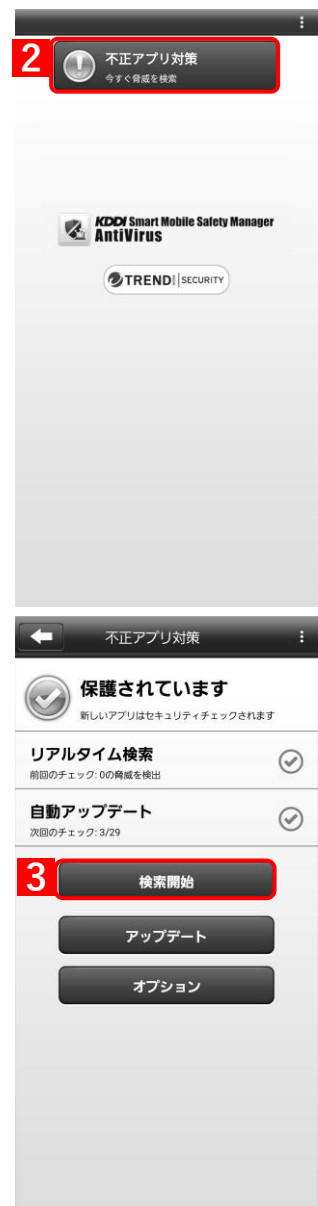 2
不正アプリ対策
今すぐ脅威を検索
KDDI Smart Mobile Safety Manager
AntiVirus
TREND SECURITY
不正アプリ対策
保護されています
新しいアプリはセキュリティチェックされます
リアルタイム検索
前回のチェック: 0の脅威を検出
自動アップデート
次回のチェック: 3/29
3
検索開始
アップデート
オプション